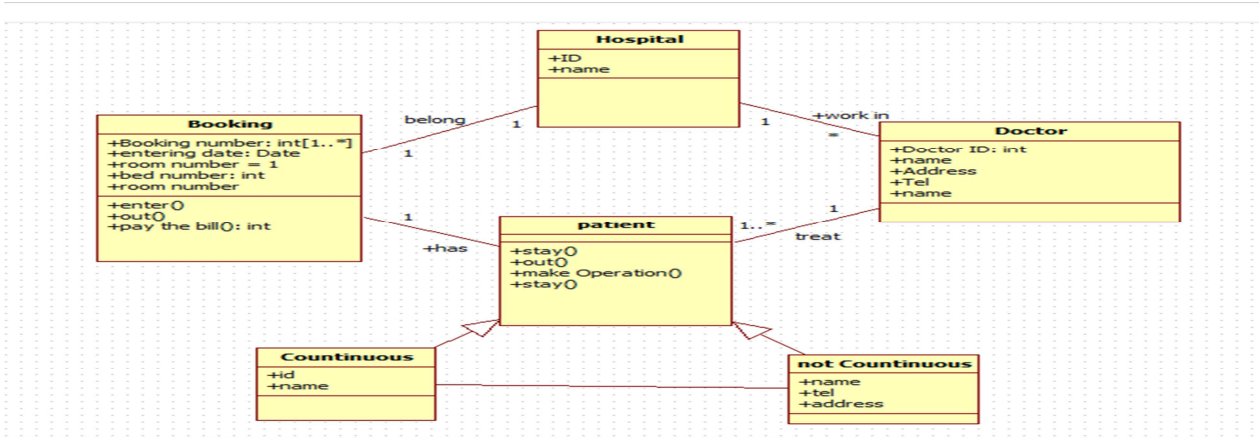 Hospital
+ID
+name
belong
1
1
Booking
+Booking number: int[1..*]
+entering date: Date
+room number = 1
+bed number: int
+room number
+enter()
+out()
+pay the bill(): int
1
+work in
*
Doctor
+Doctor ID: int
+name
+Address
+Tel
+name
1
+has
patient
+stay()
+out()
+make Operation()
+stay()
1..*
1
treat
Countinuous
+id
+name
not Countinuous
+name
+tel
+address